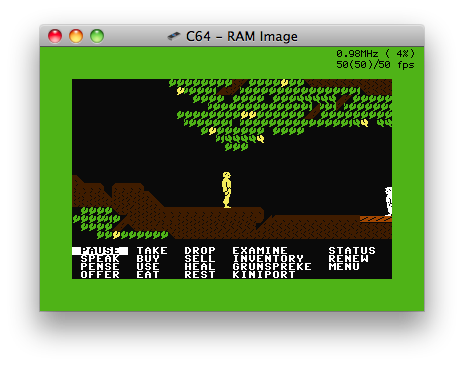 C64 – RAM Image
0.98MHz ( 4%)
50(50)/50 fps
PAUSE TAKE DROP EXAMINE STATUS
SPEAK BUY SELL INVENTORY RENEW
PENSE USE HEAL GRUNSPREKE MENU
OFFER EAT REST KINIPORT